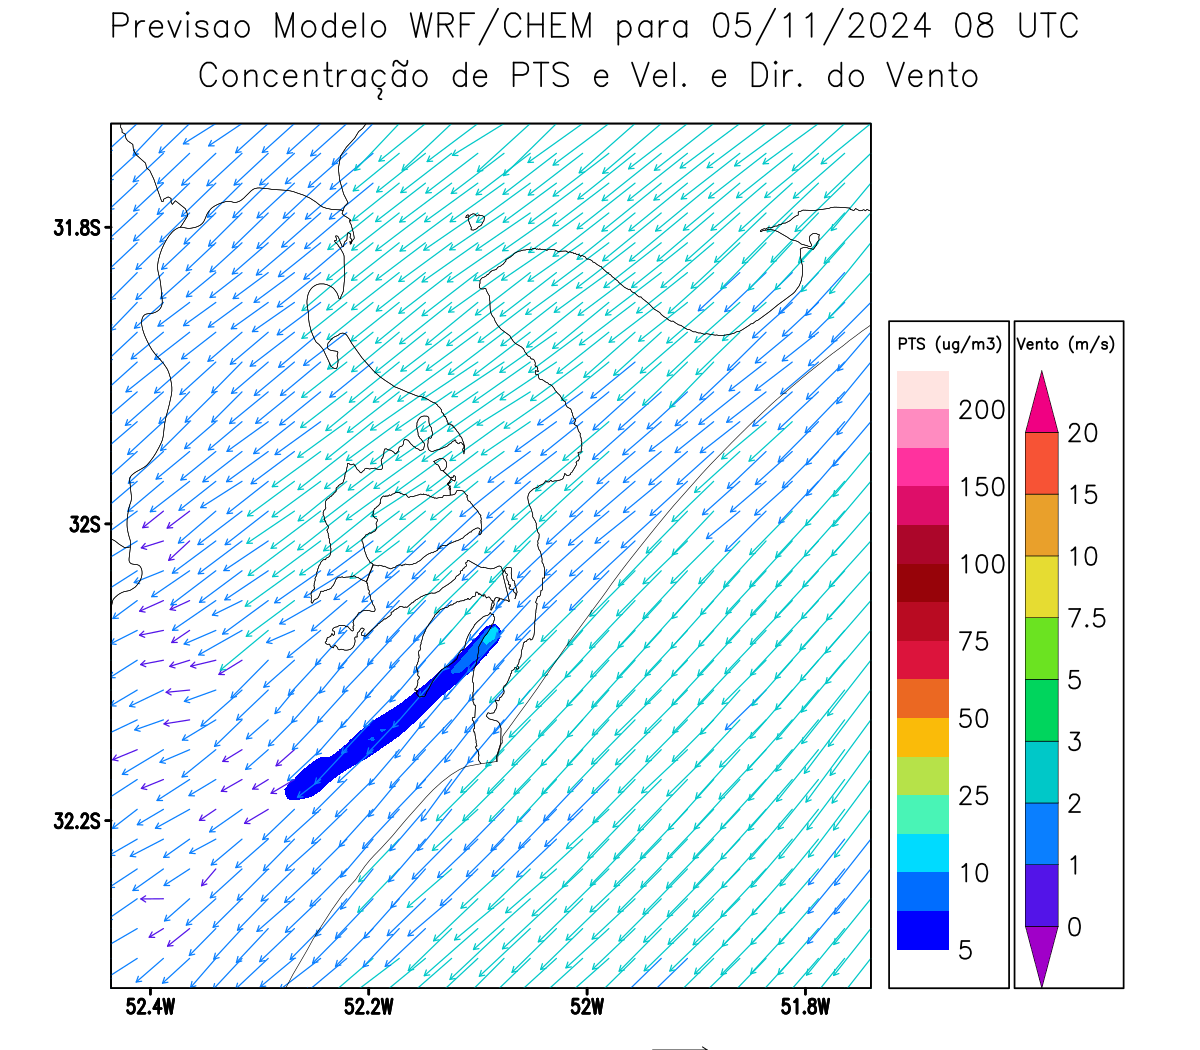 Previsao Modelo WRF/CHEM para 05/11/2024 08 UTC
Concentração de PTS e Vel. e Dir. do Vento
31.8S
32S
32.2S
52.4W
52.2W
52W
51.8W
PTS (ug/m3)
200
150
100
75
50
25
10
5
Vento (m/s)
20
15
10
7.5
5
3
2
1
0